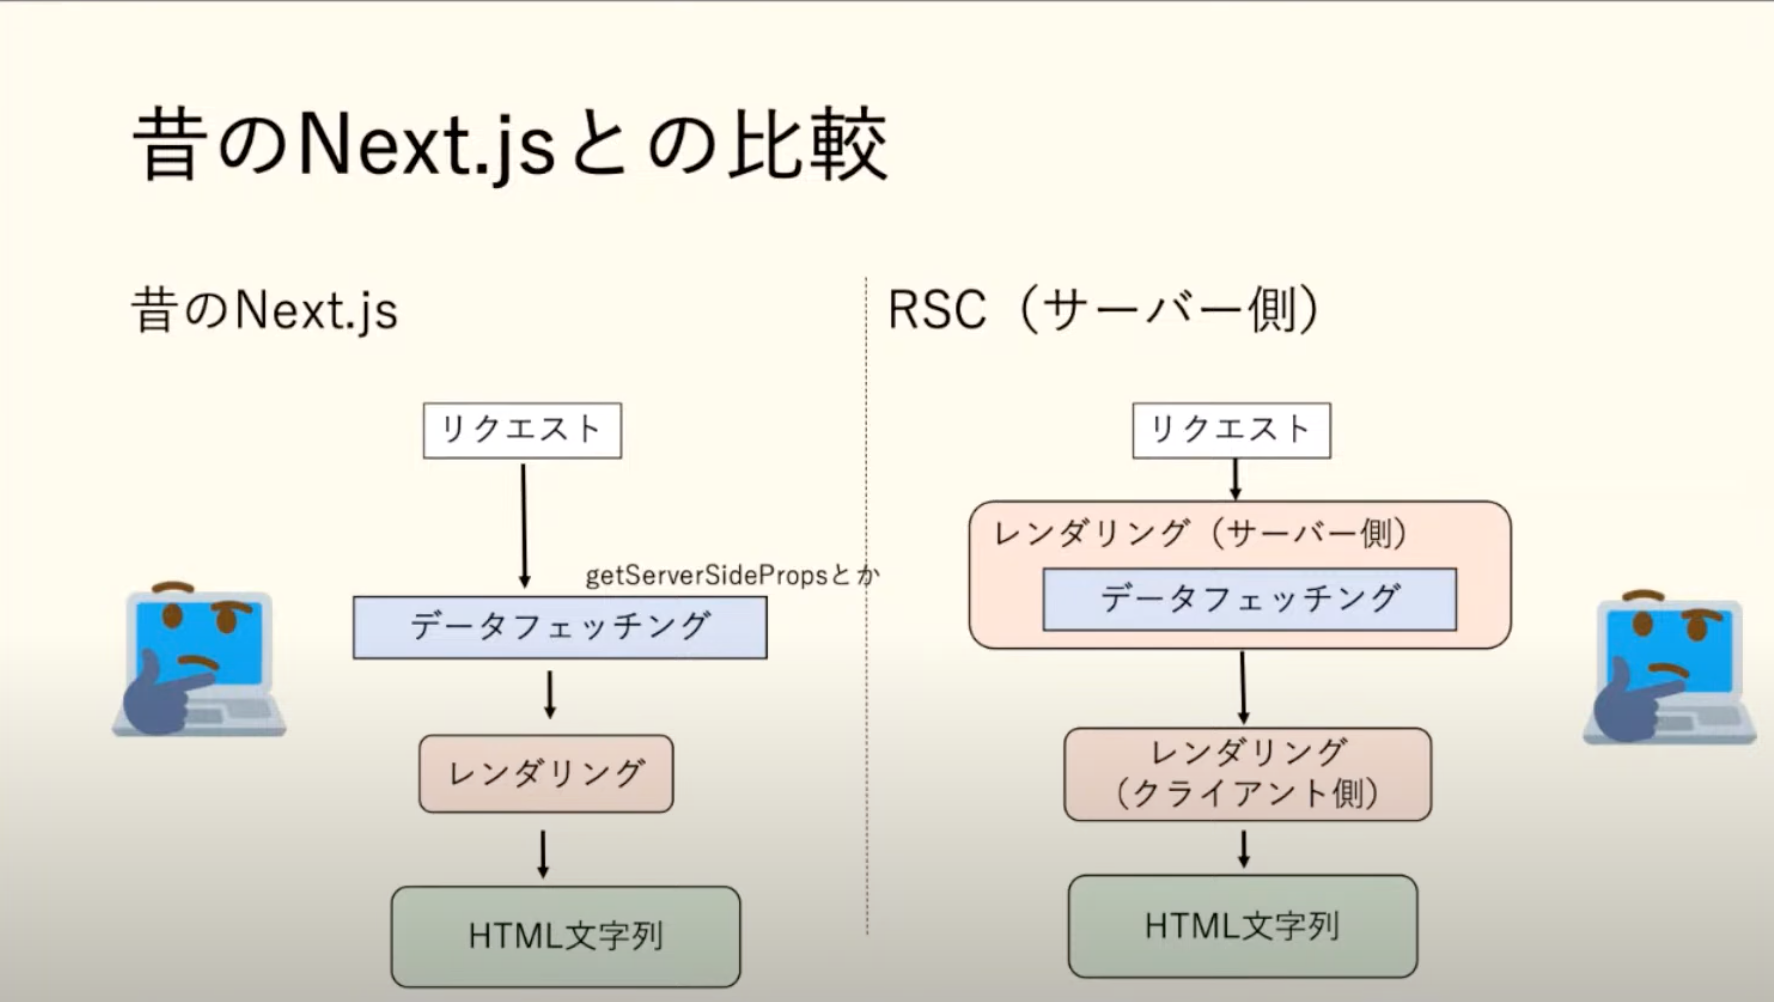 昔のNext.jsとの比較
昔のNext.js
リクエスト
getServerSidePropsとか
データフェッチング
レンダリング
HTML文字列
RSC（サーバー側）
リクエスト
レンダリング（サーバー側）
データフェッチング
レンダリング
（クライアント側）
HTML文字列